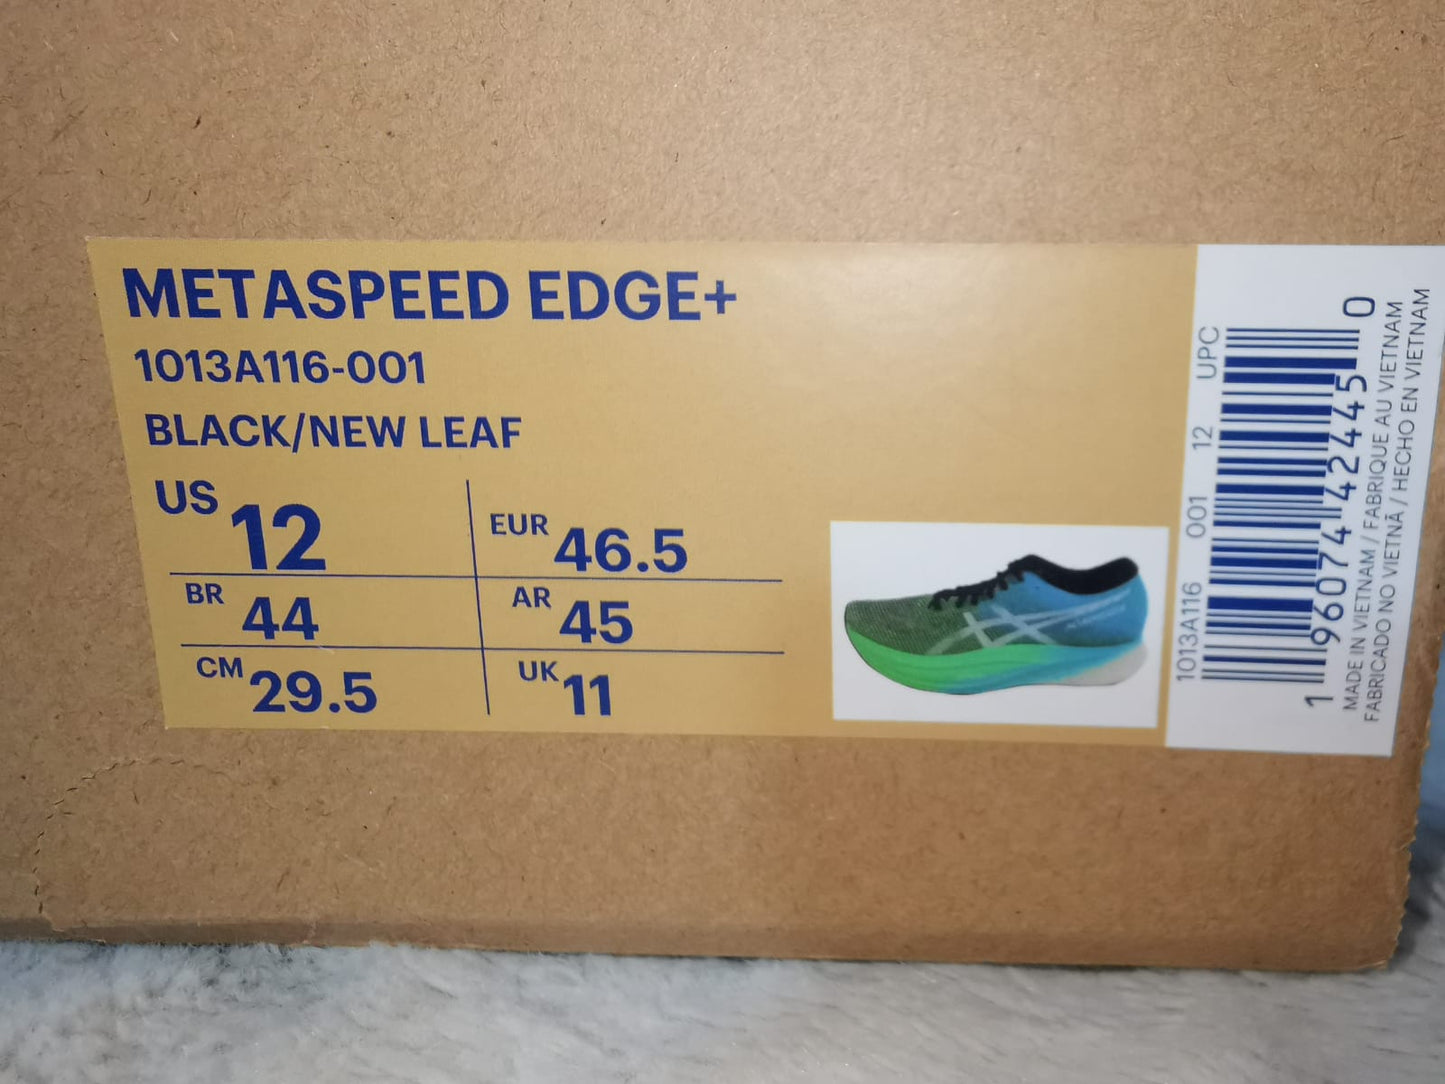 METASPEED EDGE+
1013A116-001
BLACK/NEW LEAF
US 12
EUR 46.5
BR 44
AR 45
CM 29.5
UK 11
1013A116 001 12 UPC
1 96074 42445 0
MADE IN VIETNAM / FABRIQUE AU VIETNAM
FABRICADO NO VIETNÃ / HECHO EN VIETNAM